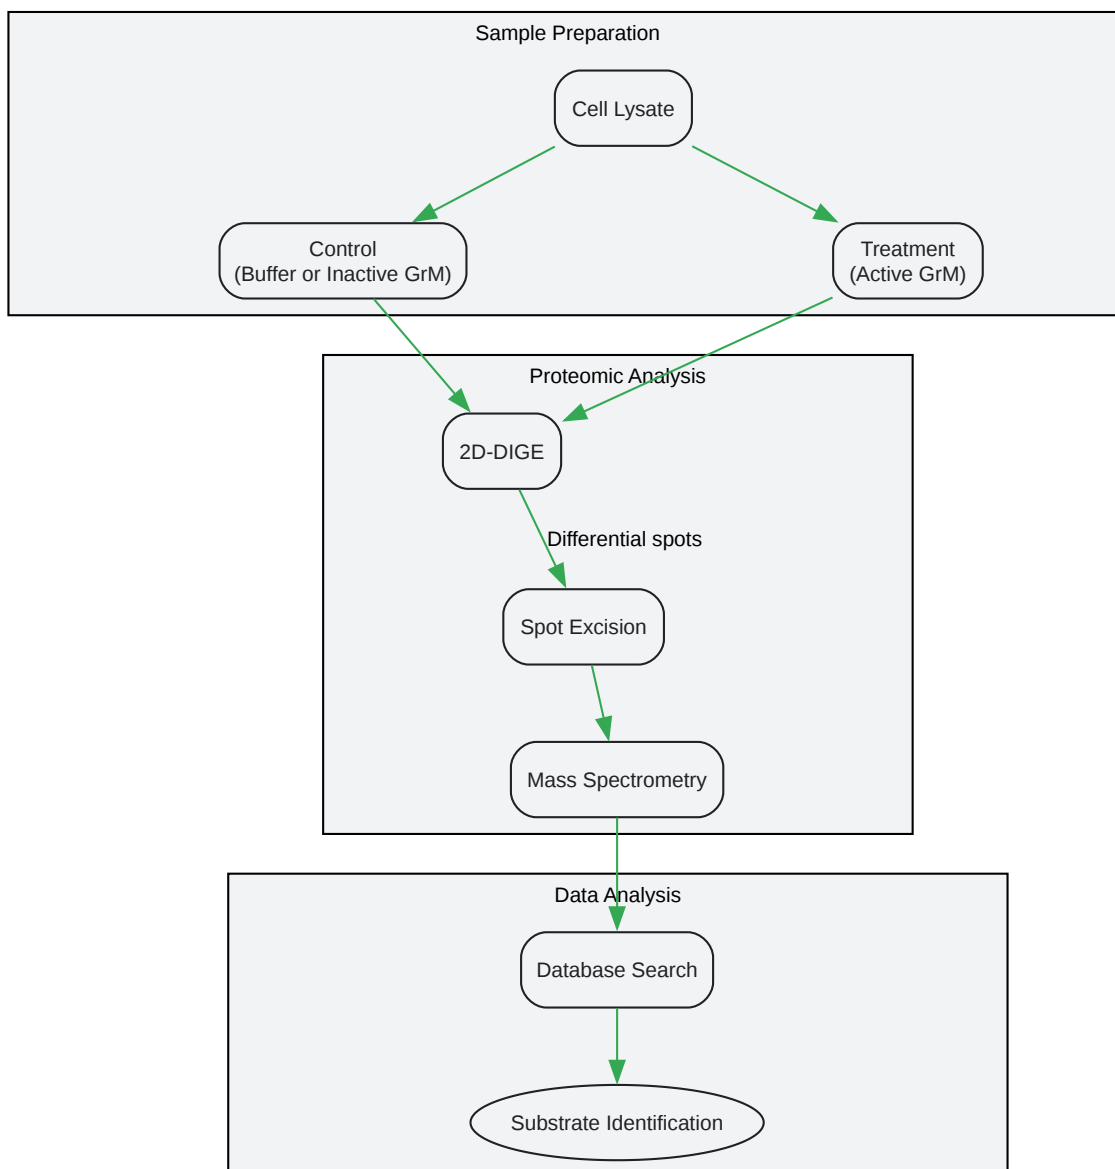 Sample Preparation
Cell Lysate
Control
(Buffer or Inactive GrM)
Treatment
(Active GrM)
Proteomic Analysis
2D-DIGE
Differential spots
Spot Excision
Mass Spectrometry
Data Analysis
Database Search
Substrate Identification